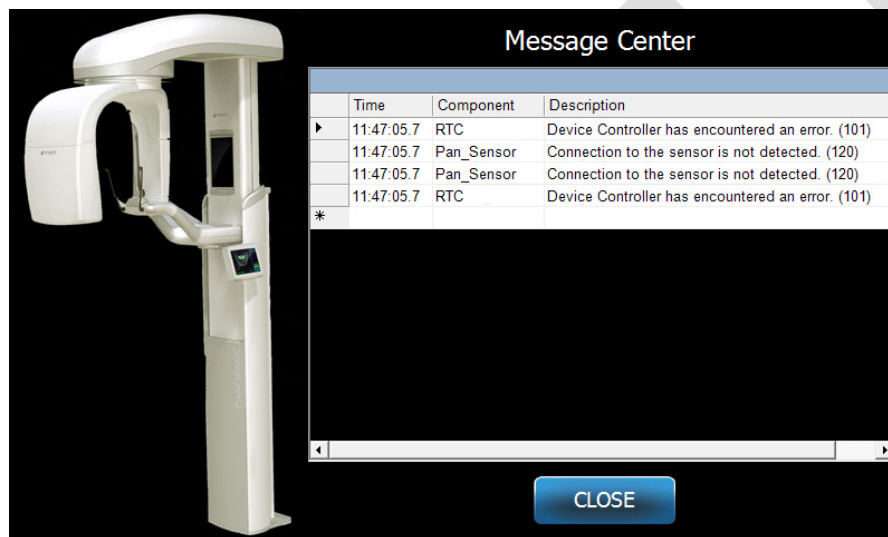 Message Center
Time Component Description
11:47:05.7 RTC Device Controller has encountered an error. (101)
11:47:05.7 Pan_Sensor Connection to the sensor is not detected. (120)
11:47:05.7 Pan_Sensor Connection to the sensor is not detected. (120)
11:47:05.7 RTC Device Controller has encountered an error. (101)
CLOSE